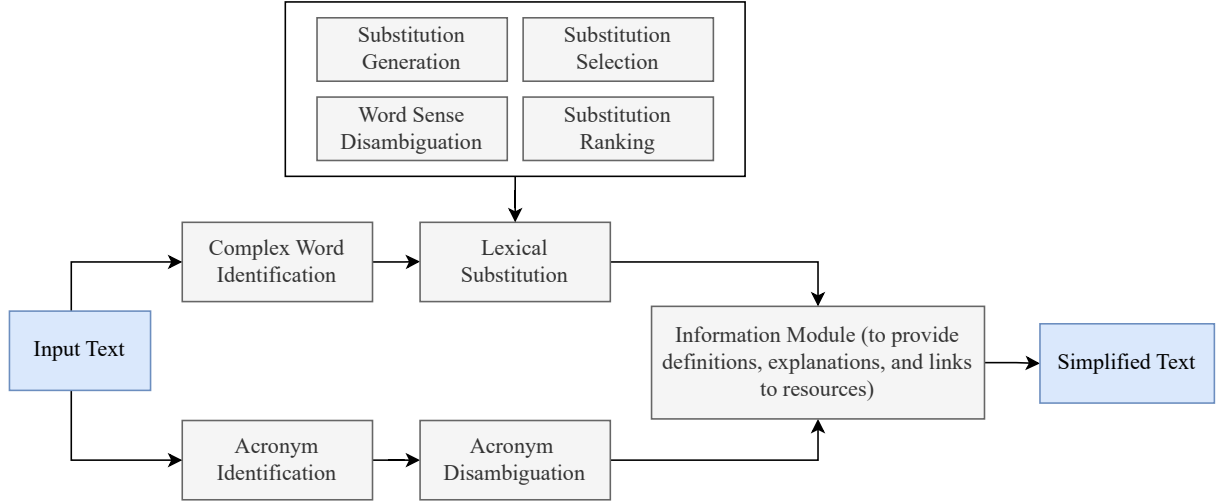 Substitution
Generation
Substitution
Selection
Word Sense
Disambiguation
Substitution
Ranking
Complex Word
Identification
Lexical
Substitution
Input Text
Information Module (to provide
definitions, explanations, and links
to resources)
Simplified Text
Acronym
Identification
Acronym
Disambiguation